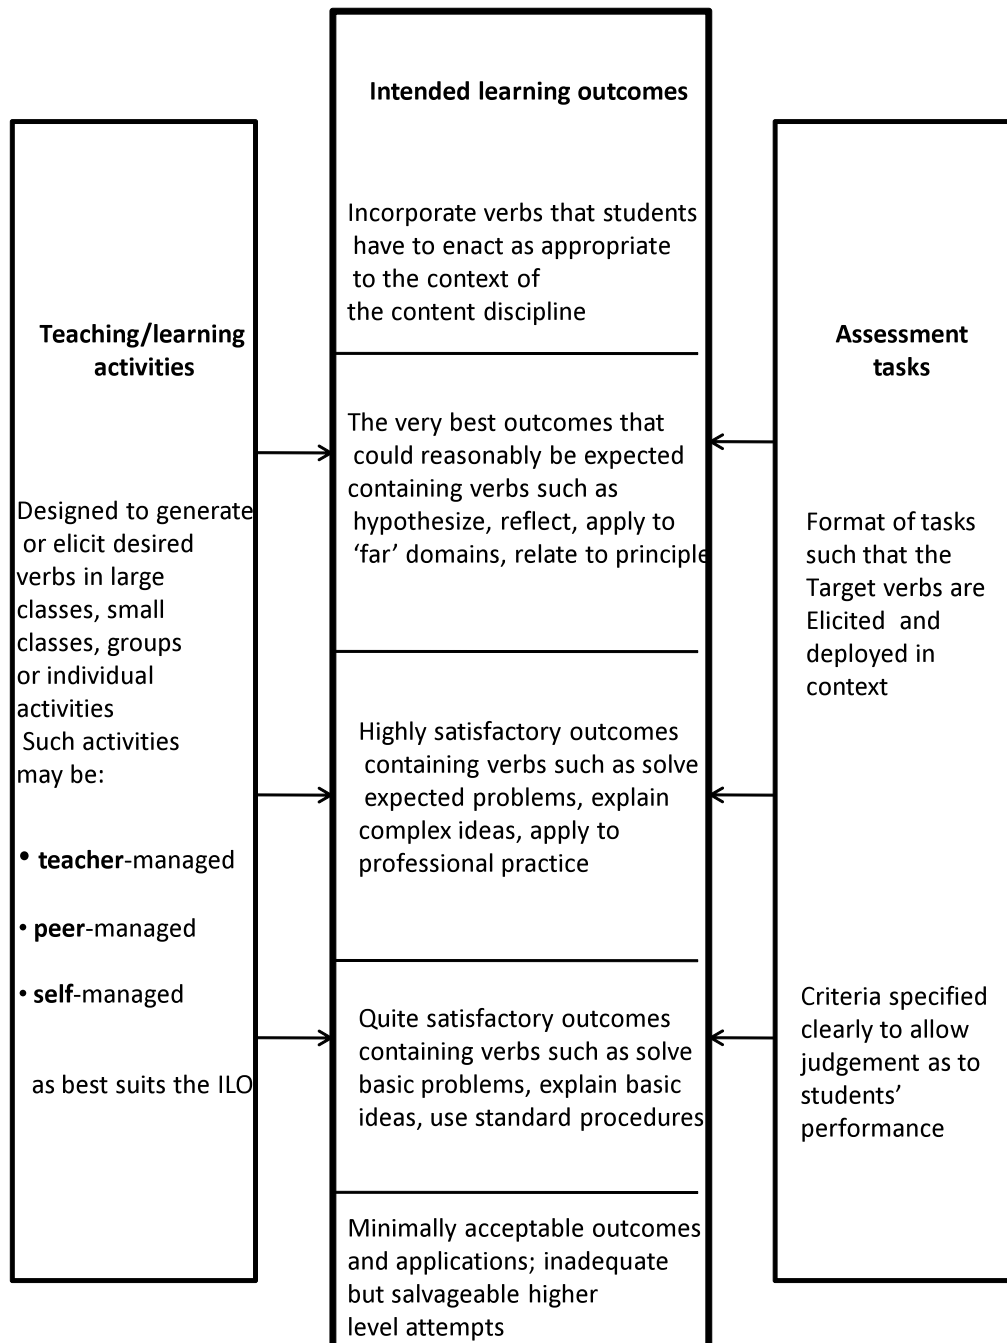 Intended learning outcomes
Incorporate verbs that students
have to enact as appropriate
to the context of
the content discipline
The very best outcomes that
could reasonably be expected
containing verbs such as
hypothesize, reflect, apply to
‘far’ domains, relate to principle
Highly satisfactory outcomes
containing verbs such as solve
expected problems, explain
complex ideas, apply to
professional practice
Quite satisfactory outcomes
containing verbs such as solve
basic problems, explain basic
ideas, use standard procedures
Minimally acceptable outcomes
and applications; inadequate
but salvageable higher
level attempts
Teaching/learning
activities
Designed to generate
or elicit desired
verbs in large
classes, small
classes, groups
or individual
activities
Such activities
may be:
• teacher-managed
• peer-managed
• self-managed
as best suits the ILO
Assessment
tasks
Format of tasks
such that the
Target verbs are
Elicited and
deployed in
context
Criteria specified
clearly to allow
judgement as to
students’
performance